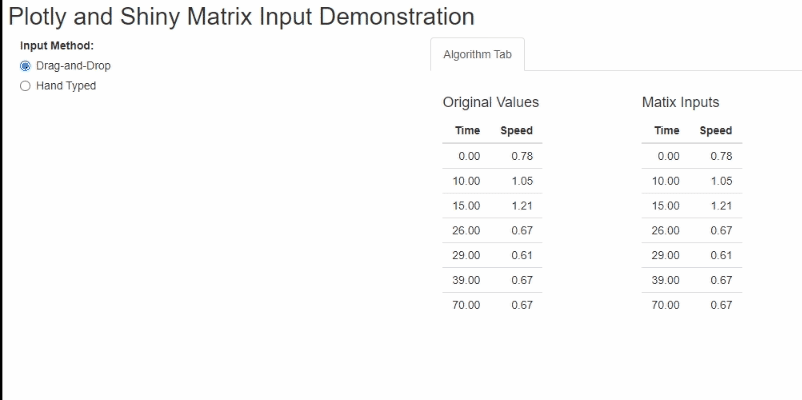 Plotly and Shiny Matrix Input Demonstration
Input Method:
Drag-and-Drop
Hand Typed
Algorithm Tab
Original Values
Time Speed
0.00 0.78
10.00 1.05
15.00 1.21
26.00 0.67
29.00 0.61
39.00 0.67
70.00 0.67
Matix Inputs
Time Speed
0.00 0.78
10.00 1.05
15.00 1.21
26.00 0.67
29.00 0.61
39.00 0.67
70.00 0.67